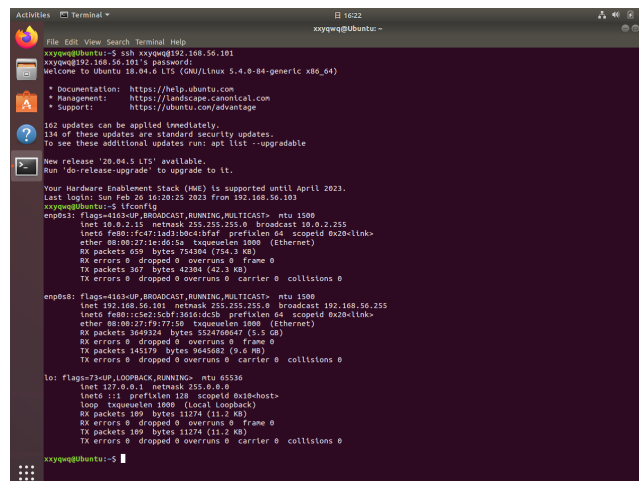 Activities Terminal 日 16:22
xxyqwq@Ubuntu: ~
File Edit View Search Terminal Help
xxyqwq@Ubuntu:~$ ssh xxyqwq@192.168.56.101
xxyqwq@192.168.56.101's password:
Welcome to Ubuntu 18.04.6 LTS (GNU/Linux 5.4.0-84-generic x86_64)
* Documentation: https://help.ubuntu.com
* Management: https://landscape.canonical.com
* Support: https://ubuntu.com/advantage
162 updates can be applied immediately.
134 of these updates are standard security updates.
To see these additional updates run: apt list --upgradable
New release '20.04.5 LTS' available.
Run 'do-release-upgrade' to upgrade to it.
Your Hardware Enablement Stack (HWE) is supported until April 2023.
Last login: Sun Feb 26 16:20:25 2023 from 192.168.56.103
xxyqwq@Ubuntu:~$ ifconfig
enp0s3: flags=4163<UP,BROADCAST,RUNNING,MULTICAST> mtu 1500
inet 10.0.2.15 netmask 255.255.255.0 broadcast 10.0.2.255
inet6 fe80::fc47:1ad3:b0c4:bfaf prefixlen 64 scopeid 0x20<link>
ether 08:00:27:1e:d6:5a txqueuelen 1000 (Ethernet)
RX packets 659 bytes 754304 (754.3 KB)
RX errors 0 dropped 0 overruns 0 frame 0
TX packets 367 bytes 42304 (42.3 KB)
TX errors 0 dropped 0 overruns 0 carrier 0 collisions 0
enp0s8: flags=4163<UP,BROADCAST,RUNNING,MULTICAST> mtu 1500
inet 192.168.56.101 netmask 255.255.255.0 broadcast 192.168.56.255
inet6 fe80::c5e2:5cbf:3616:dc5b prefixlen 64 scopeid 0x20<link>
ether 08:00:27:f9:77:50 txqueuelen 1000 (Ethernet)
RX packets 3649324 bytes 5524760647 (5.5 GB)
RX errors 0 dropped 0 overruns 0 frame 0
TX packets 145179 bytes 9645682 (9.6 MB)
TX errors 0 dropped 0 overruns 0 carrier 0 collisions 0
lo: flags=73<UP,LOOPBACK,RUNNING> mtu 65536
inet 127.0.0.1 netmask 255.0.0.0
inet6 ::1 prefixlen 128 scopeid 0x10<host>
loop txqueuelen 1000 (Local Loopback)
RX packets 109 bytes 11274 (11.2 KB)
RX errors 0 dropped 0 overruns 0 frame 0
TX packets 109 bytes 11274 (11.2 KB)
TX errors 0 dropped 0 overruns 0 carrier 0 collisions 0
xxyqwq@Ubuntu:~$